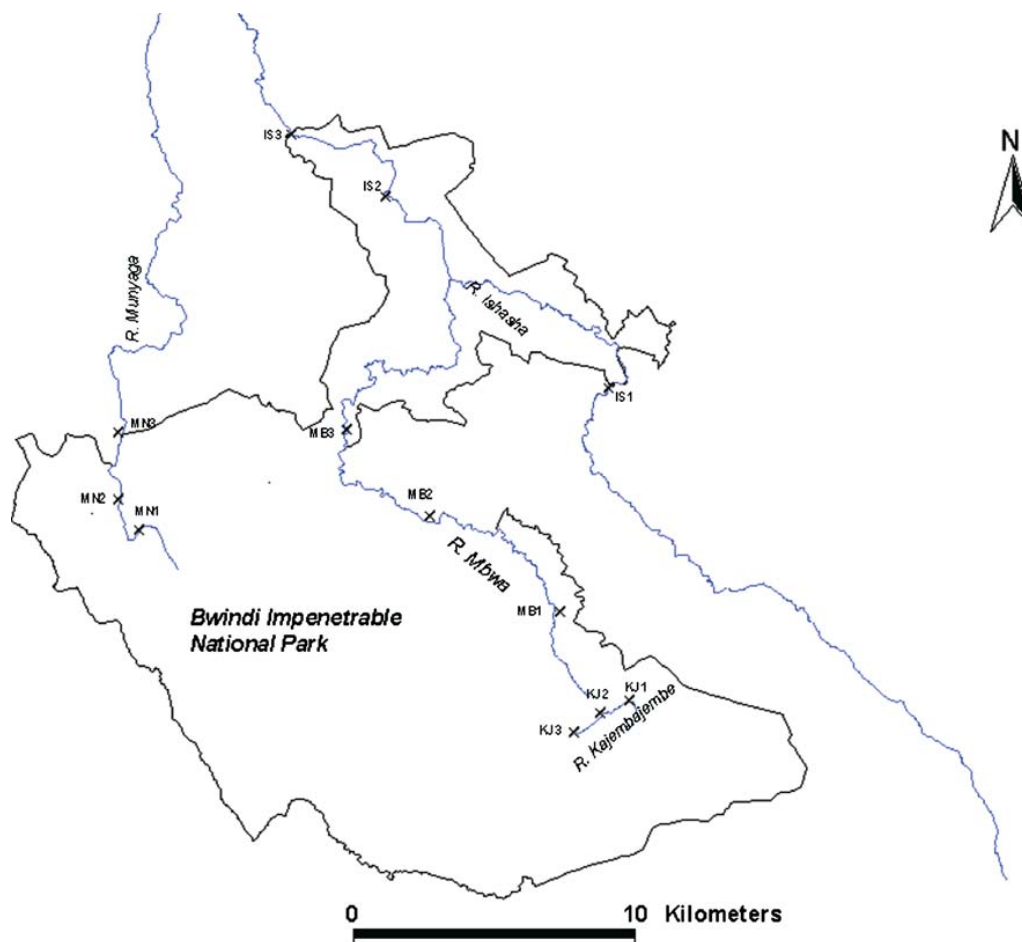 N
IS3
IS2
R. Munyaga
R. Ishasha
IS1
MN3
MB3
MN2
MN1
MB2
R. Mbwa
Bwindi Impenetrable
National Park
MB1
KJ2
KJ1
KJ3
R. Kajembajembe
0
10 Kilometers